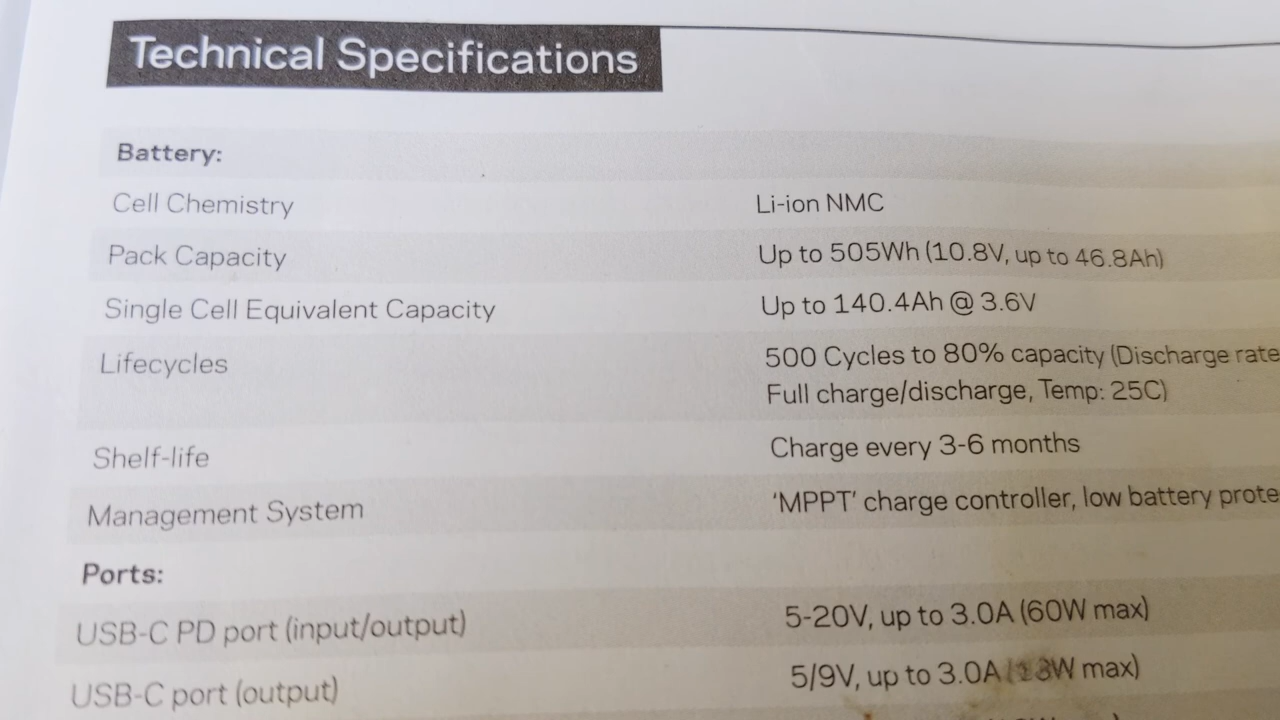 Technical Specifications
Battery:
Cell Chemistry Li-ion NMC
Pack Capacity Up to 505Wh (10.8V, up to 46.8Ah)
Single Cell Equivalent Capacity Up to 140.4Ah @ 3.6V
Lifecycles 500 Cycles to 80% capacity (Discharge rate
Full charge/discharge, Temp: 25C)
Shelf-life Charge every 3-6 months
Management System 'MPPT' charge controller, low battery prote
Ports:
USB-C PD port (input/output) 5-20V, up to 3.0A (60W max)
USB-C port (output) 5/9V, up to 3.0A max)